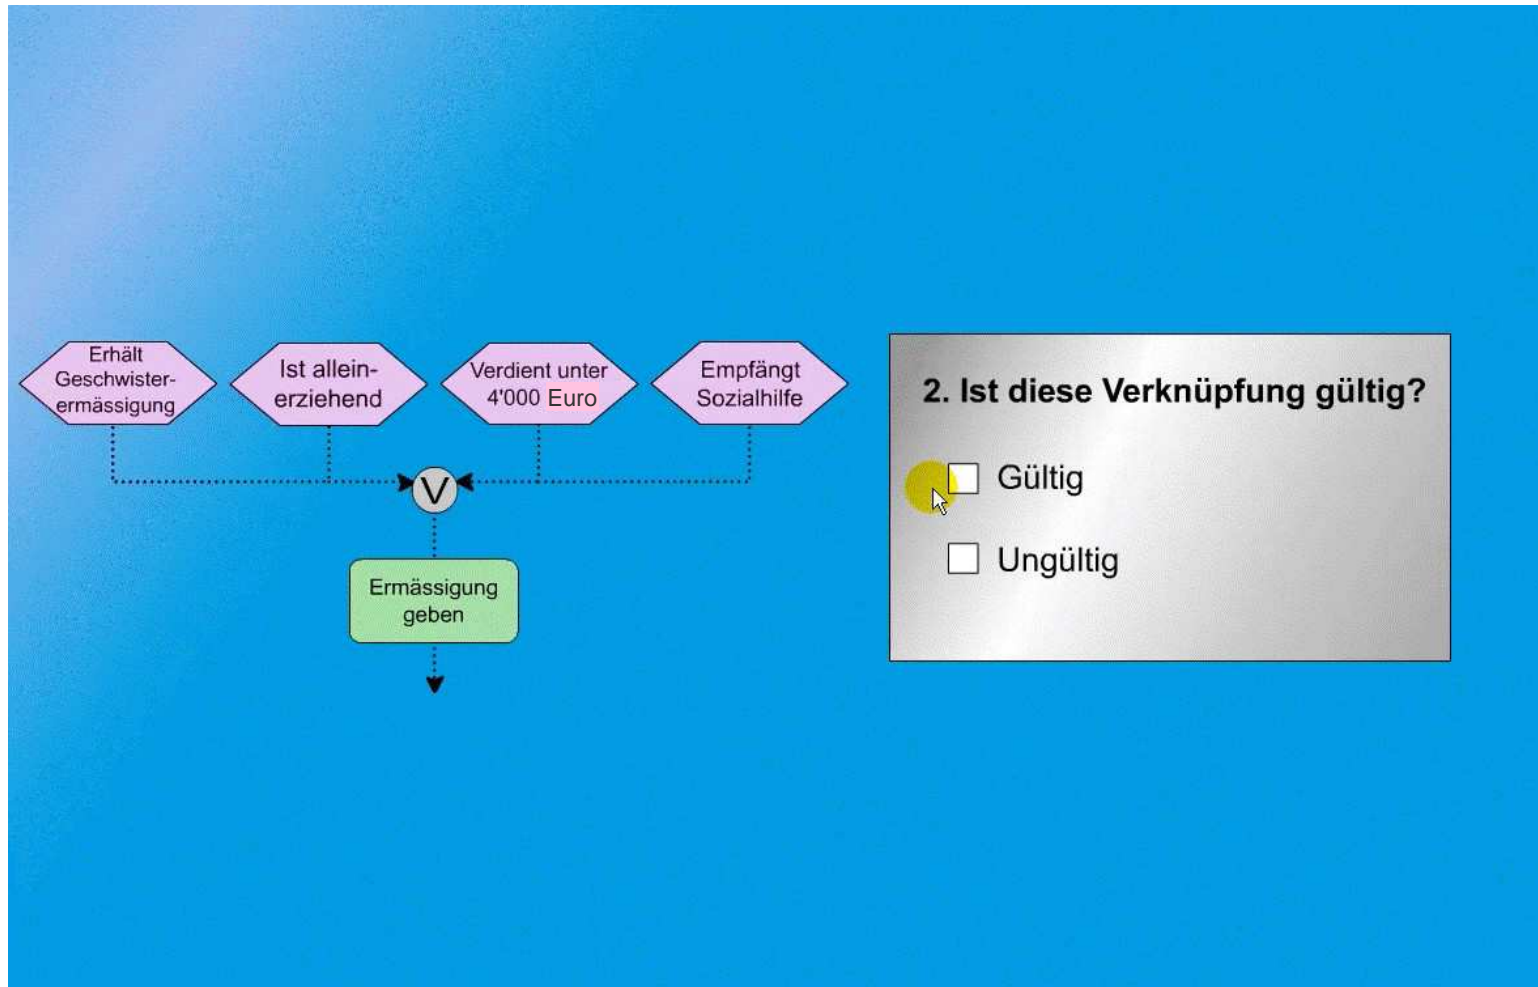 Erhält
Geschwister-
ermässigung
Ist allein-
erziehend
Verdient unter
4'000 Euro
Empfängt
Sozialhilfe
V
Ermässigung
geben
2. Ist diese Verknüpfung gültig?
Gültig
Ungültig